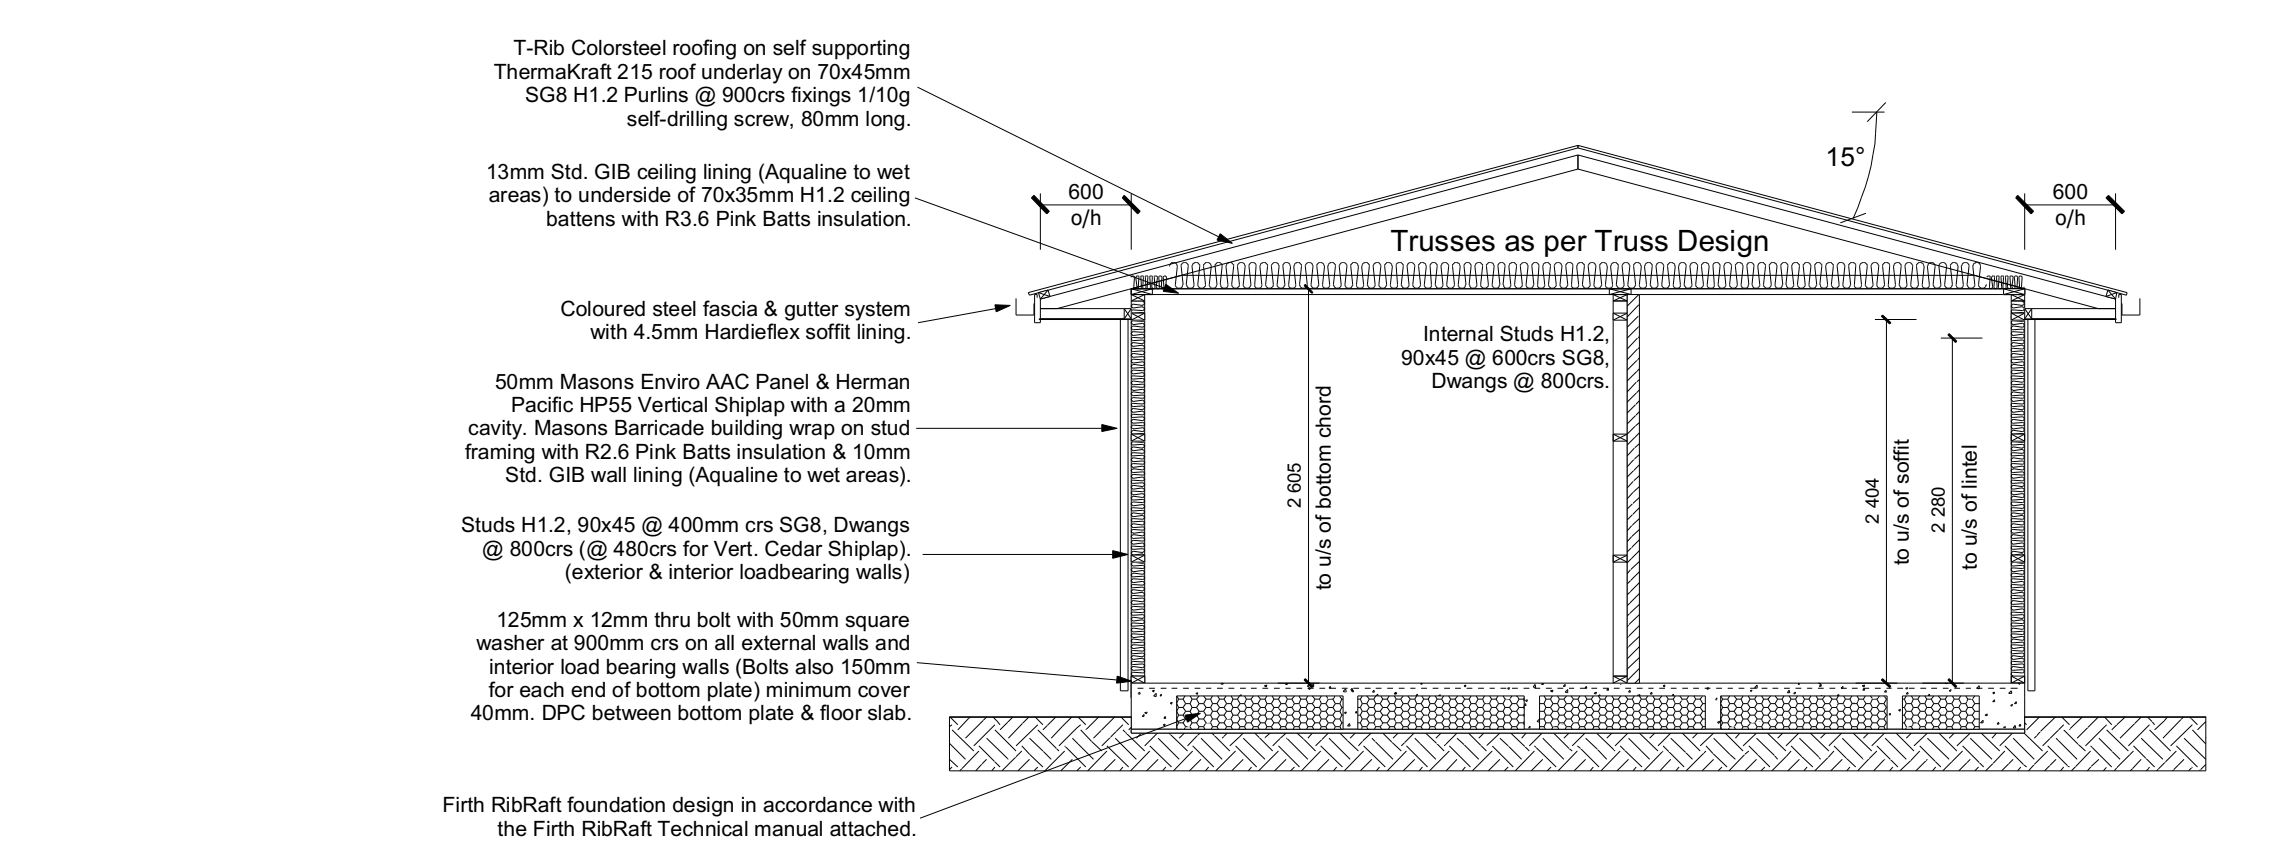 T-Rib Colorsteel roofing on self supporting
ThermaKraft 215 roof underlay on 70x45mm
SG8 H1.2 Purlins @ 900crs fixings 1/10g
self-drilling screw, 80mm long.
13mm Std. GIB ceiling lining (Aqualine to wet
areas) to underside of 70x35mm H1.2 ceiling
battens with R3.6 Pink Batts insulation.
Coloured steel fascia & gutter system
with 4.5mm Hardieflex soffit lining.
50mm Masons Enviro AAC Panel & Herman
Pacific HP55 Vertical Shiplap with a 20mm
cavity. Masons Barricade building wrap on stud
framing with R2.6 Pink Batts insulation & 10mm
Std. GIB wall lining (Aqualine to wet areas).
Studs H1.2, 90x45 @ 400mm crs SG8, Dwangs
@ 800crs (@ 480crs for Vert. Cedar Shiplap).
(exterior & interior loadbearing walls)
125mm x 12mm thru bolt with 50mm square
washer at 900mm crs on all external walls and
interior load bearing walls (Bolts also 150mm
for each end of bottom plate) minimum cover
40mm. DPC between bottom plate & floor slab.
Firth RibRaft foundation design in accordance with
the Firth RibRaft Technical manual attached.
600
o/h
15°
600
o/h
Trusses as per Truss Design
Internal Studs H1.2,
90x45 @ 600crs SG8,
Dwangs @ 800crs.
2 605
to u/s of bottom chord
2 404
to u/s of soffit
2 280
to u/s of lintel